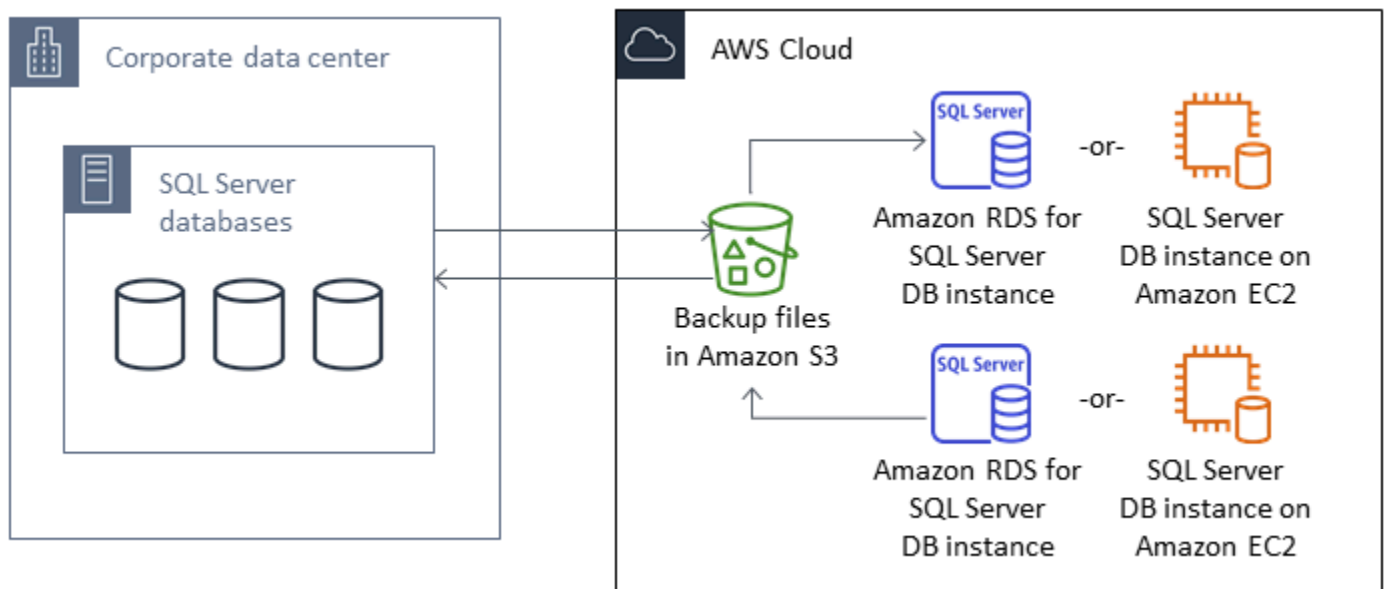 Corporate data center
SQL Server
databases
AWS Cloud
SQL Server
-or-
Amazon RDS for
SQL Server
DB instance
SQL Server
DB instance on
Amazon EC2
Backup files
in Amazon S3
SQL Server
-or-
Amazon RDS for
SQL Server
DB instance
SQL Server
DB instance on
Amazon EC2